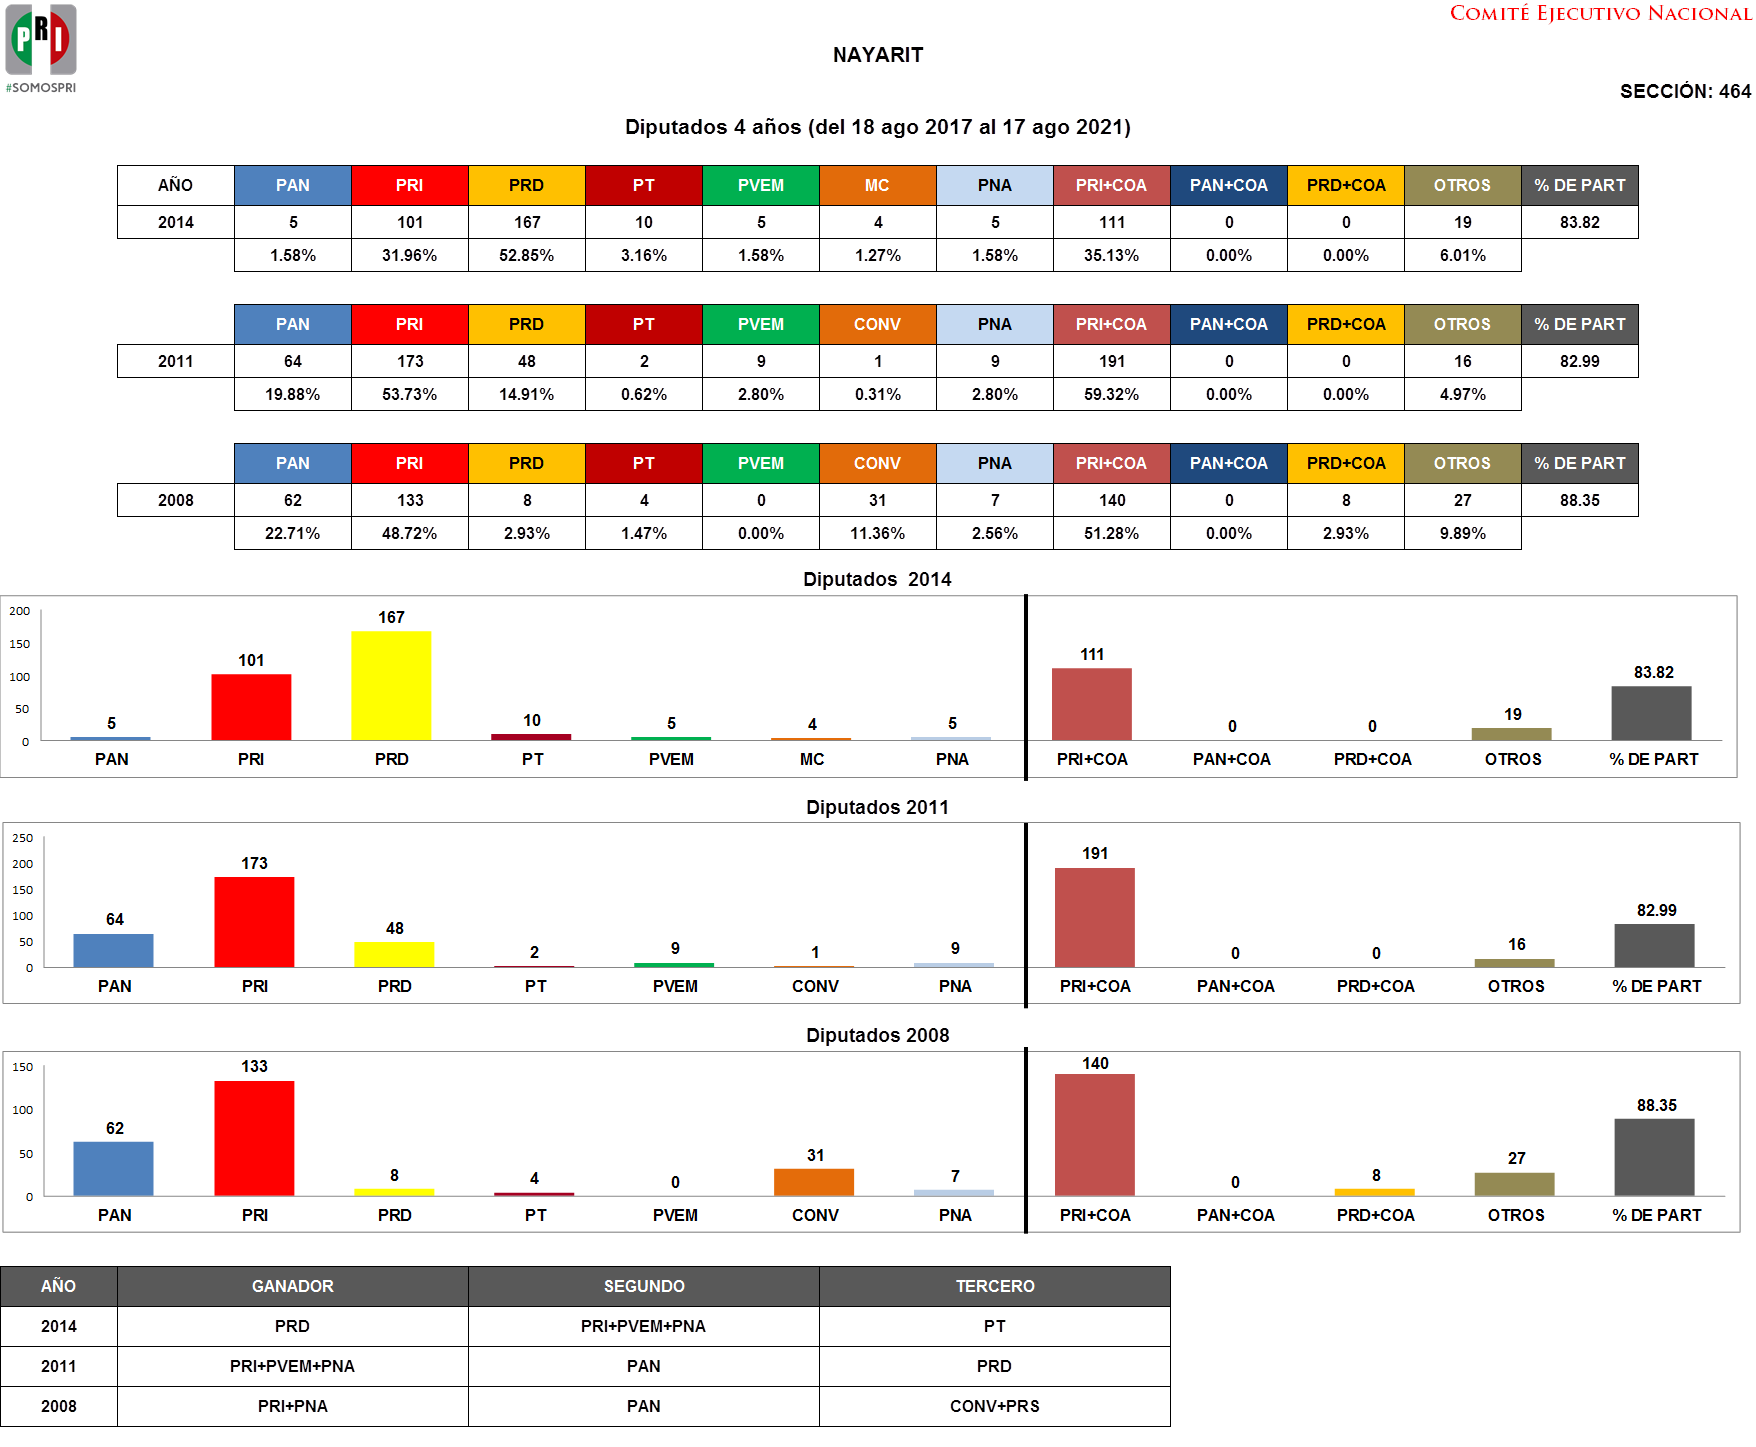 COMITÉ EJECUTIVO NACIONAL
PRI
#SOMOSPRI
NAYARIT
SECCIÓN: 464
Diputados 4 años (del 18 ago 2017 al 17 ago 2021)
AÑO PAN PRI PRD PT PVEM MC PNA PRI+COA PAN+COA PRD+COA OTROS % DE PART
2014 5 101 167 10 5 4 5 111 0 0 19 83.82
1.58% 31.96% 52.85% 3.16% 1.58% 1.27% 1.58% 35.13% 0.00% 0.00% 6.01%
PAN PRI PRD PT PVEM CONV PNA PRI+COA PAN+COA PRD+COA OTROS % DE PART
2011 64 173 48 2 9 1 9 191 0 0 16 82.99
19.88% 53.73% 14.91% 0.62% 2.80% 0.31% 2.80% 59.32% 0.00% 0.00% 4.97%
PAN PRI PRD PT PVEM CONV PNA PRI+COA PAN+COA PRD+COA OTROS % DE PART
2008 62 133 8 4 0 31 7 140 0 8 27 88.35
22.71% 48.72% 2.93% 1.47% 0.00% 11.36% 2.56% 51.28% 0.00% 2.93% 9.89%
Diputados 2014
200
150
100
50
0
5 101 167 10 5 4 5 111 0 0 19 83.82
PAN PRI PRD PT PVEM MC PNA PRI+COA PAN+COA PRD+COA OTROS % DE PART
Diputados 2011
250
200
150
100
50
0
64 173 48 2 9 1 9 191 0 0 16 82.99
PAN PRI PRD PT PVEM CONV PNA PRI+COA PAN+COA PRD+COA OTROS % DE PART
Diputados 2008
150
100
50
0
62 133 8 4 0 31 7 140 0 8 27 88.35
PAN PRI PRD PT PVEM CONV PNA PRI+COA PAN+COA PRD+COA OTROS % DE PART
AÑO GANADOR SEGUNDO TERCERO
2014 PRD PRI+PVEM+PNA PT
2011 PRI+PVEM+PNA PAN PRD
2008 PRI+PNA PAN CONV+PRS